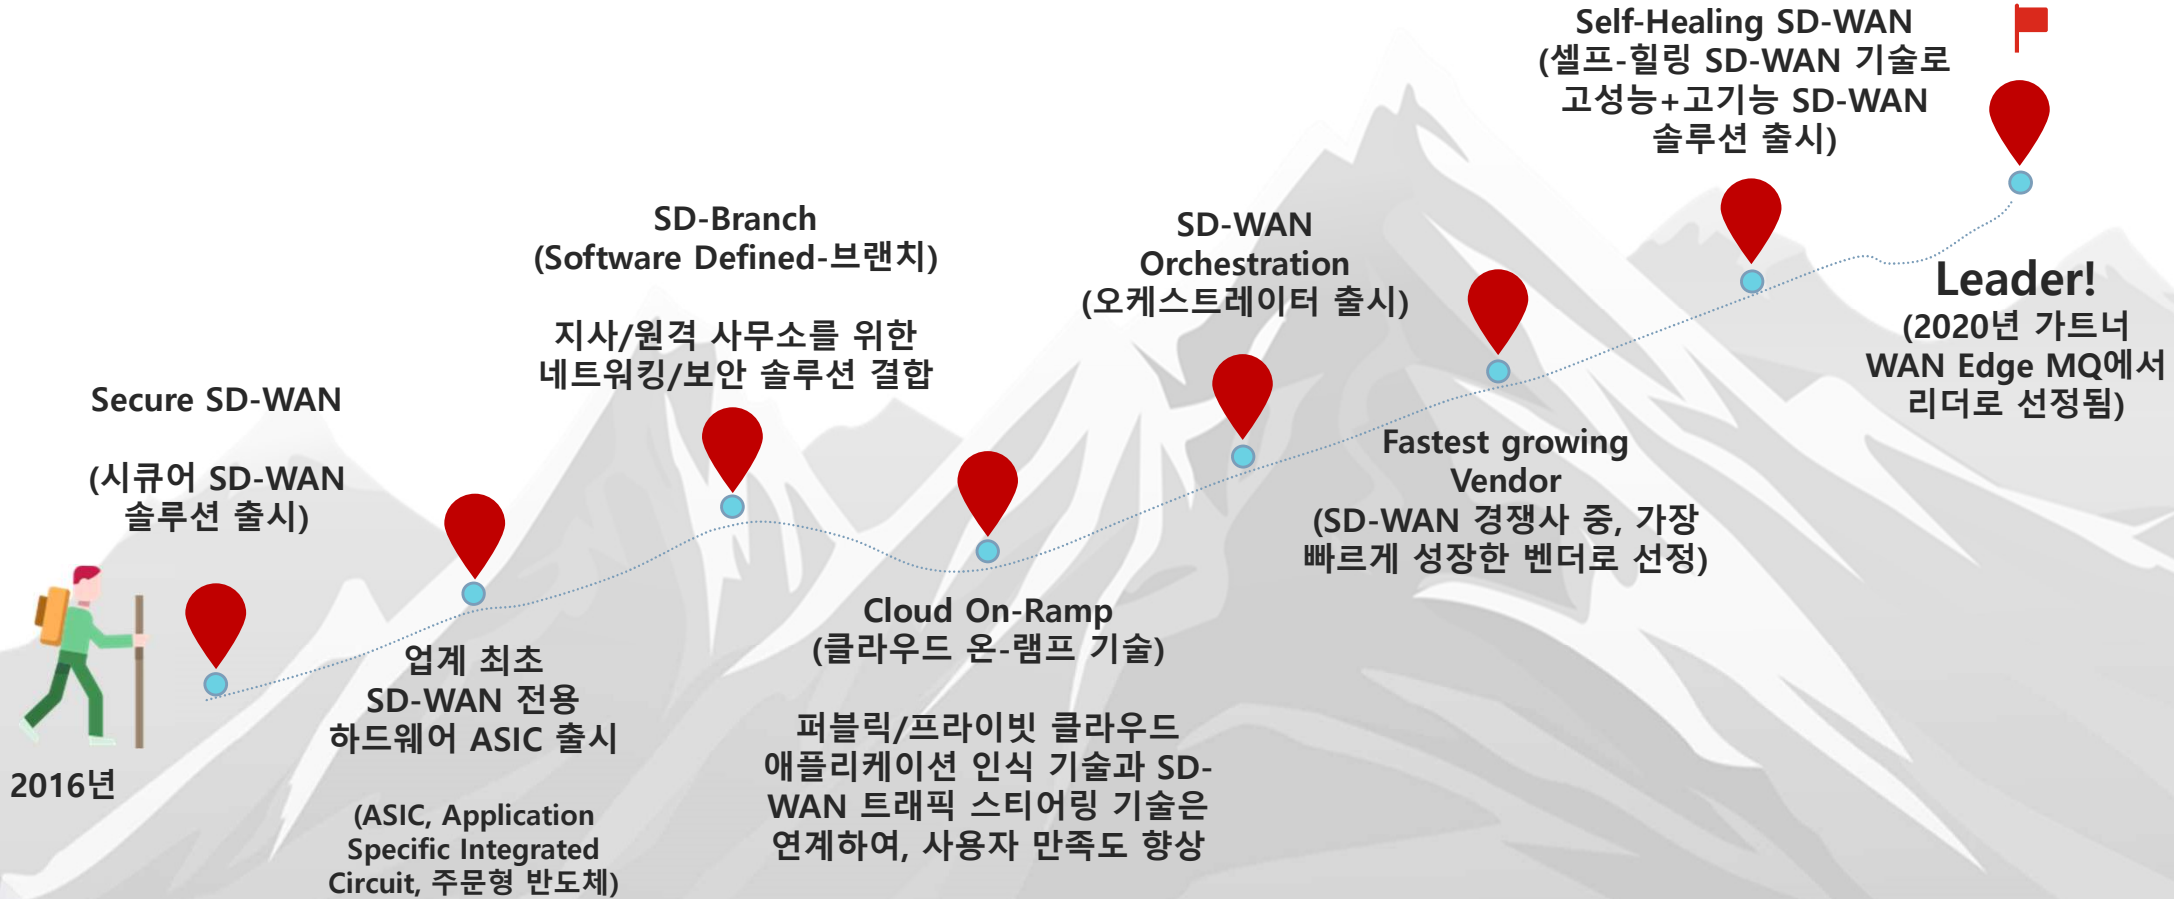 Secure SD-WAN
(시큐어 SD-WAN
솔루션 출시)
2016년
업계 최초
SD-WAN 전용
하드웨어 ASIC 출시
(ASIC, Application
Specific Integrated
Circuit, 주문형 반도체)
SD-Branch
(Software Defined-브랜치)
지사/원격 사무소를 위한
네트워킹/보안 솔루션 결합
Cloud On-Ramp
(클라우드 온-램프 기술)
퍼블릭/프라이빗 클라우드
애플리케이션 인식 기술과 SD-
WAN 트래픽 스티어링 기술은
연계하여, 사용자 만족도 향상
SD-WAN
Orchestration
(오케스트레이터 출시)
Fastest growing
Vendor
(SD-WAN 경쟁사 중, 가장
빠르게 성장한 벤더로 선정)
Self-Healing SD-WAN
(셀프-힐링 SD-WAN 기술로
고성능+고기능 SD-WAN
솔루션 출시)
Leader!
(2020년 가트너
WAN Edge MQ에서
리더로 선정됨)